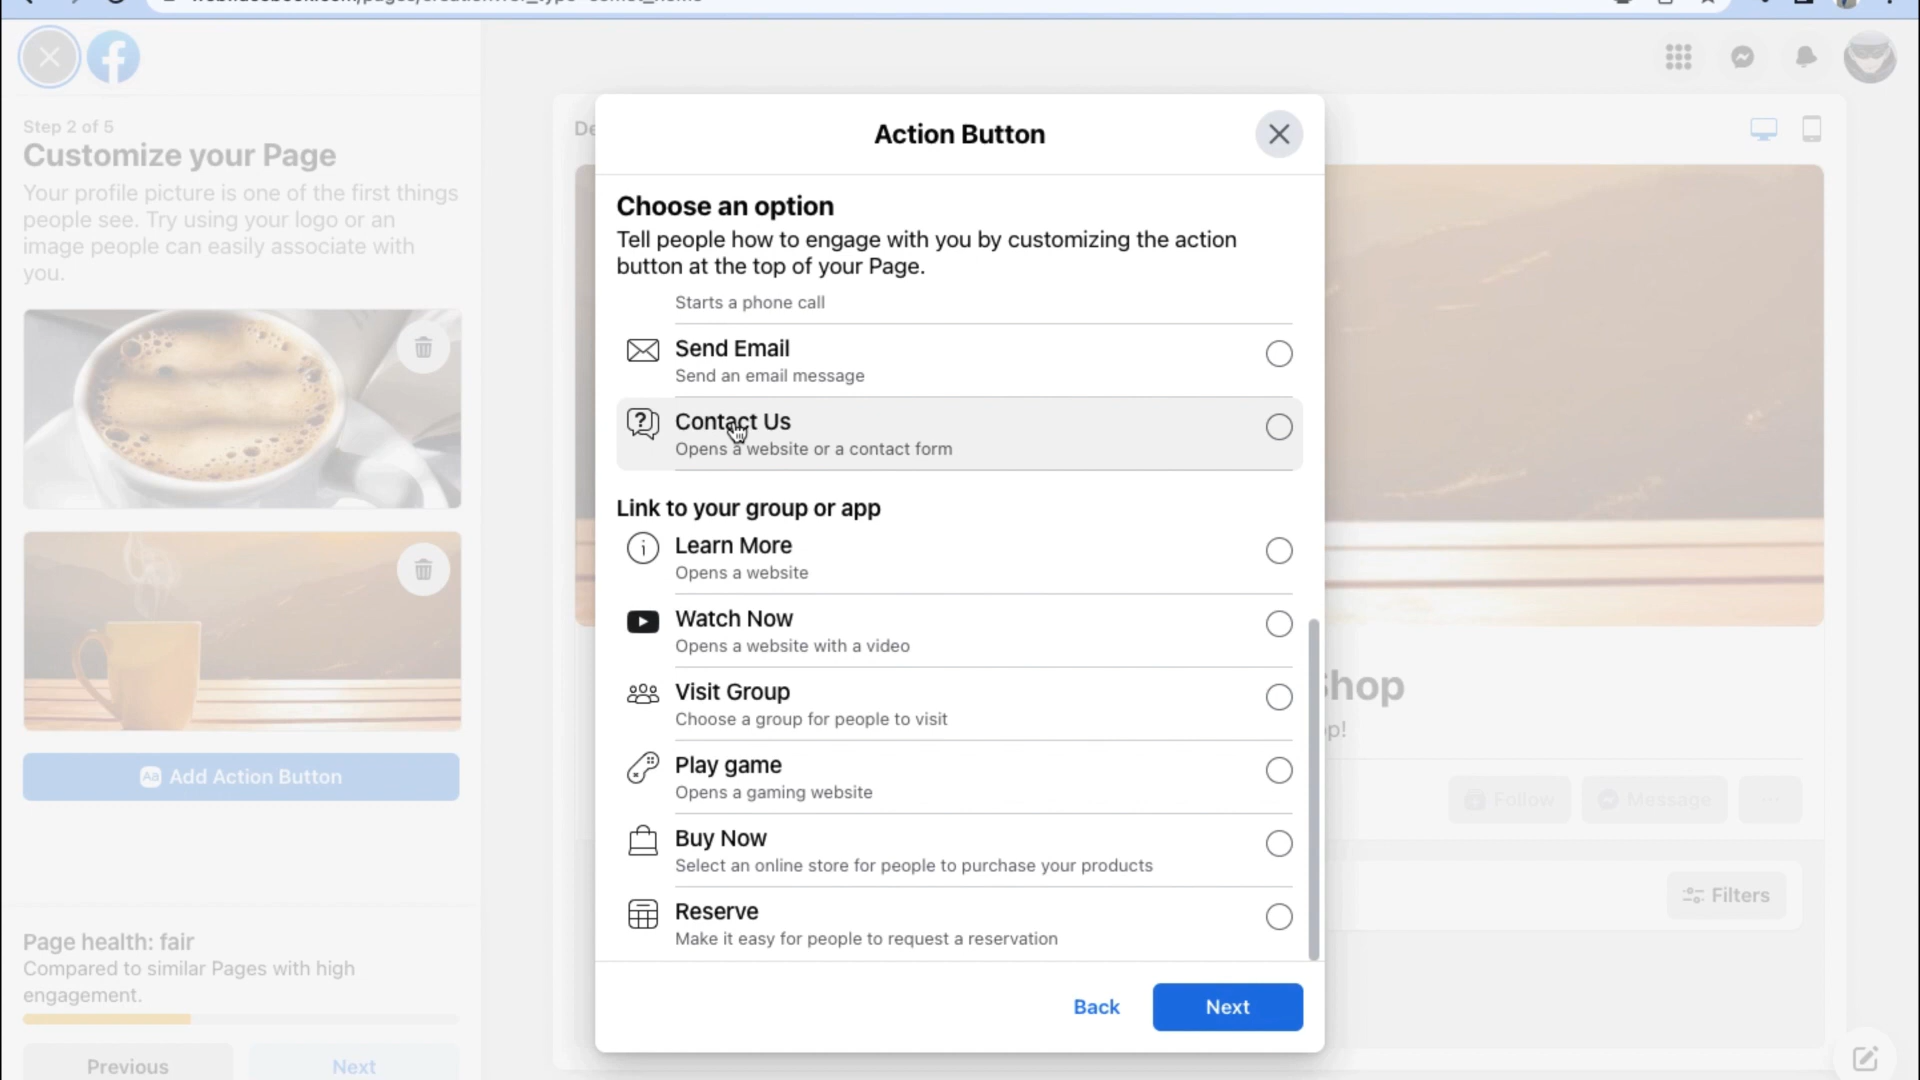 Step 2 of 5
Customize your Page
Your profile picture is one of the first things
people see. Try using your logo or an
image people can easily associate with
you.
Add Action Button
Page health: fair
Compared to similar Pages with high
engagement.
Previous
Next
De
Action Button
Choose an option
Tell people how to engage with you by customizing the action
button at the top of your Page.
Starts a phone call
Send Email
Send an email message
Contact Us
Opens a website or a contact form
Link to your group or app
Learn More
Opens a website
Watch Now
Opens a website with a video
Visit Group
Choose a group for people to visit
Play game
Opens a gaming website
Buy Now
Select an online store for people to purchase your products
Reserve
Make it easy for people to request a reservation
Back
Next
Shop
p!
Follow
Message
Filters